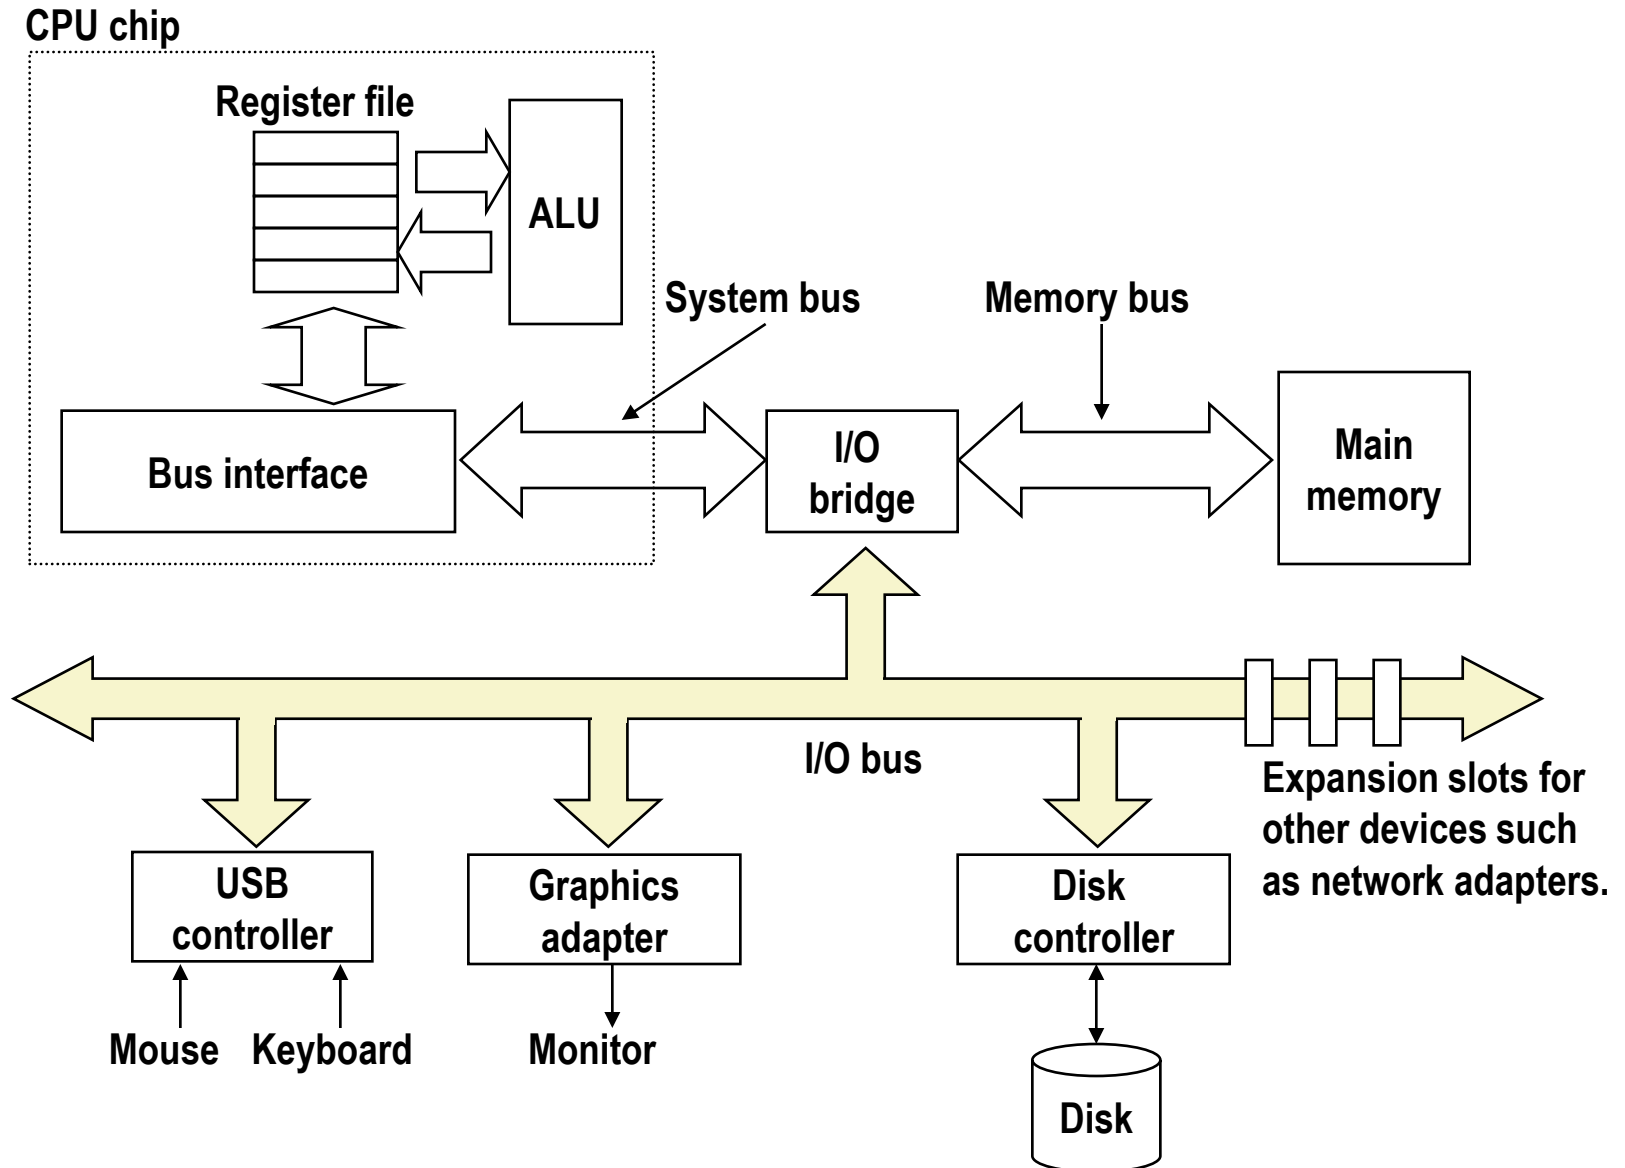 CPU chip
Register file
ALU
System bus
Memory bus
Bus interface
I/O
bridge
Main
memory
I/O bus
Expansion slots for
other devices such
as network adapters.
USB
controller
Graphics
adapter
Disk
controller
Mouse
Keyboard
Monitor
Disk